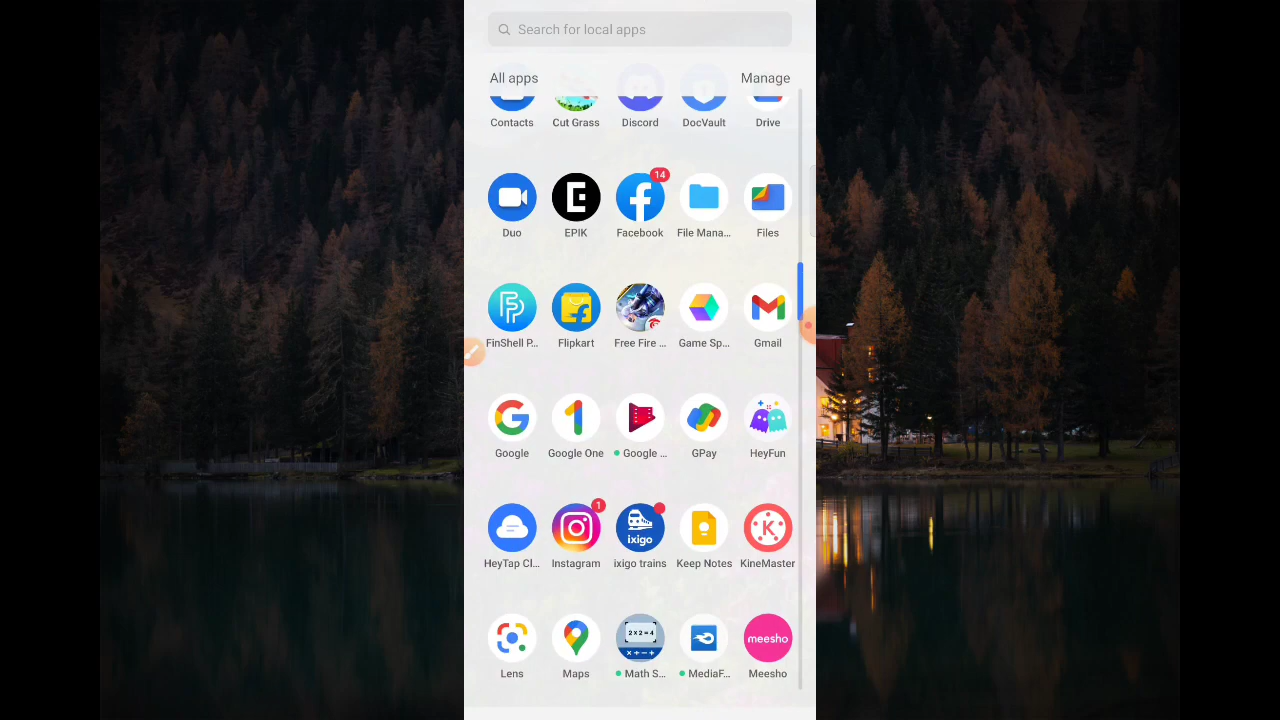 Search for local apps
All apps
Manage
Contacts
Cut Grass
Discord
DocVault
Drive
14
Duo
EPIK
Facebook
File Mana...
Files
FinShell P...
Flipkart
Free Fire ...
Game Sp...
Gmail
Google
Google One
Google ...
GPay
HeyFun
1
ixigo
K
HeyTap Cl...
Instagram
ixigo trains
Keep Notes
KineMaster
2X2=4
meesho
Lens
Maps
Math S...
MediaF...
Meesho